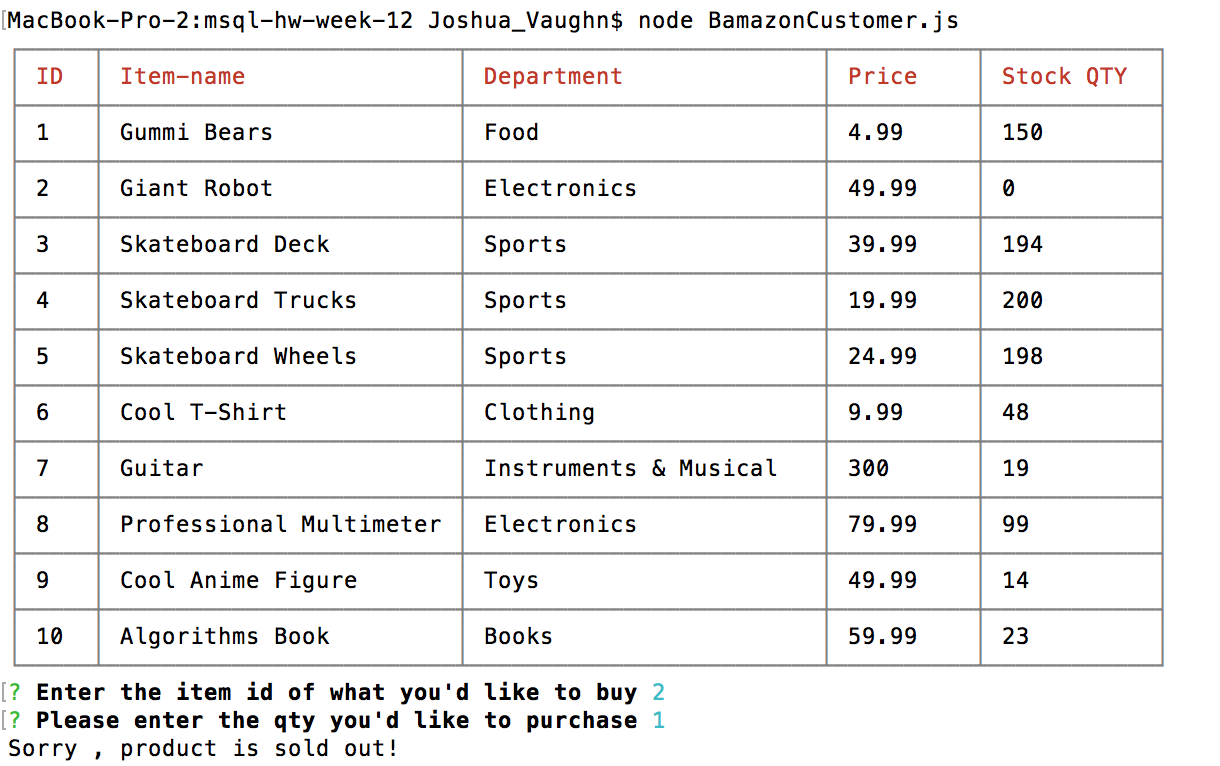 [MacBook-Pro-2:msql-hw-week-12 Joshua_Vaughn$ node BamazonCustomer.js
ID Item-name Department Price Stock QTY
1 Gummi Bears Food 4.99 150
2 Giant Robot Electronics 49.99 0
3 Skateboard Deck Sports 39.99 194
4 Skateboard Trucks Sports 19.99 200
5 Skateboard Wheels Sports 24.99 198
6 Cool T-Shirt Clothing 9.99 48
7 Guitar Instruments & Musical 300 19
8 Professional Multimeter Electronics 79.99 99
9 Cool Anime Figure Toys 49.99 14
10 Algorithms Book Books 59.99 23
[? Enter the item id of what you'd like to buy 2
[? Please enter the qty you'd like to purchase 1
Sorry , product is sold out!